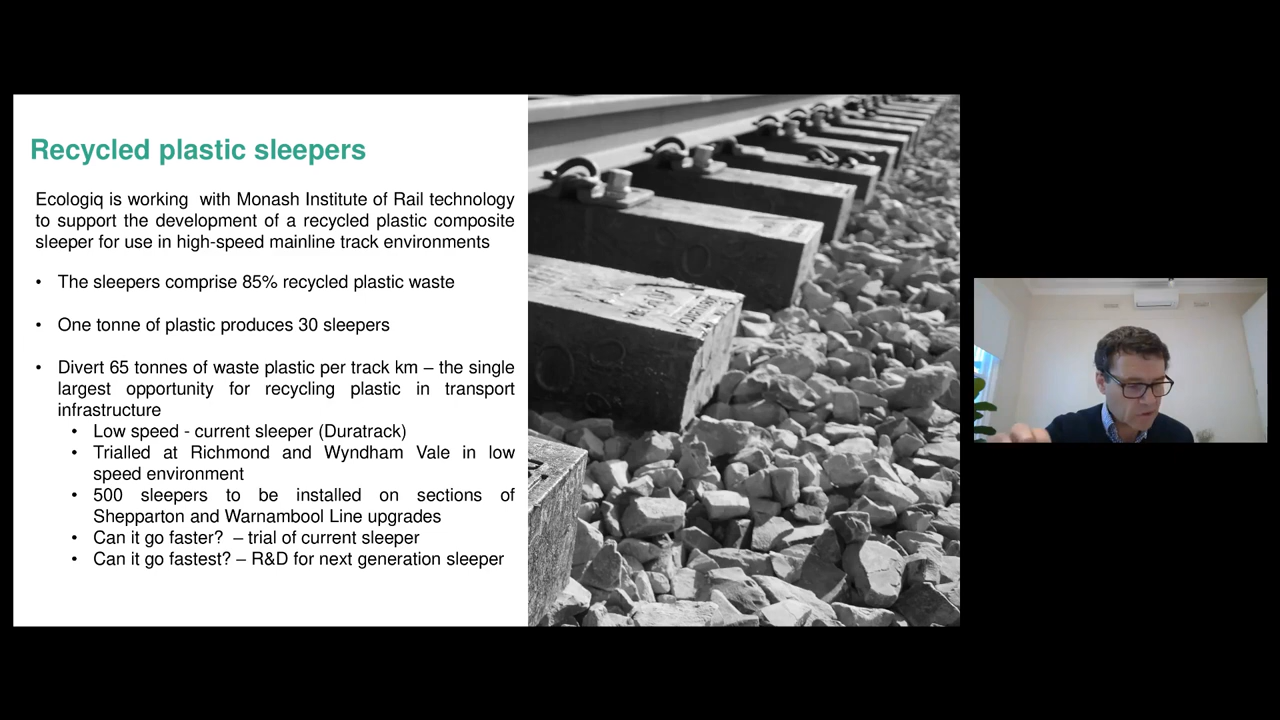 Recycled plastic sleepers
Ecologiq is working with Monash Institute of Rail technology
to support the development of a recycled plastic composite
sleeper for use in high-speed mainline track environments
• The sleepers comprise 85% recycled plastic waste
• One tonne of plastic produces 30 sleepers
• Divert 65 tonnes of waste plastic per track km – the single
largest opportunity for recycling plastic in transport
infrastructure
• Low speed - current sleeper (Duratrack)
• Trialled at Richmond and Wyndham Vale in low
speed environment
• 500 sleepers to be installed on sections of
Shepparton and Warnambool Line upgrades
• Can it go faster? – trial of current sleeper
• Can it go fastest? – R&D for next generation sleeper